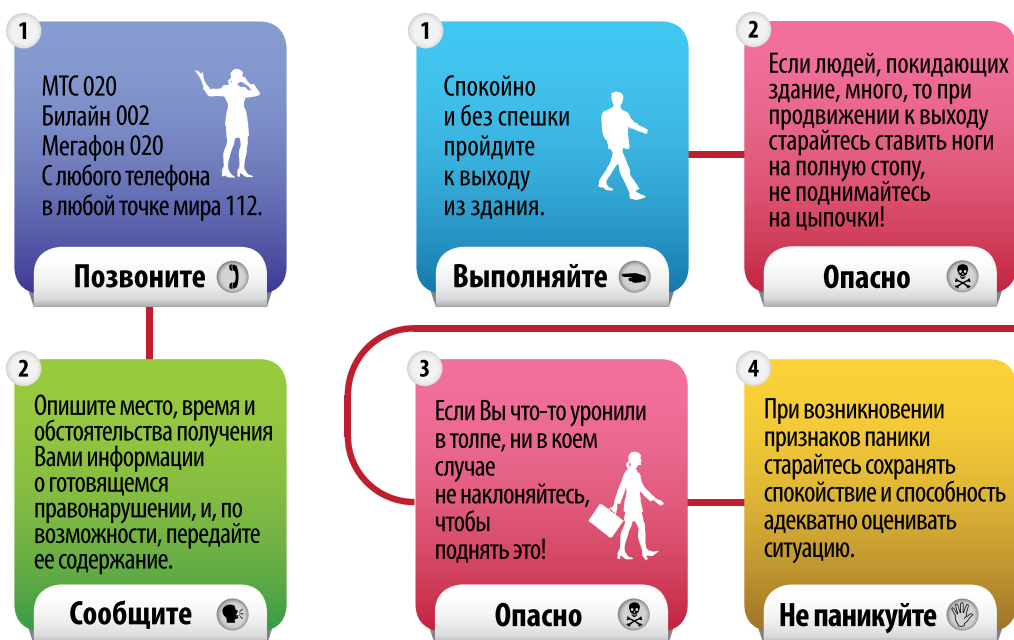 1
МТС 020
Билайн 002
Мегафон 020
С любого телефона
в любой точке мира 112.
Позвоните
2
Опишите место, время и
обстоятельства получения
Вами информации
о готовящемся
правонарушении, и, по
возможности, передайте
ее содержание.
Сообщите
1
Спокойно
и без спешки
пройдите
к выходу
из здания.
Выполняйте
2
Если людей, покидающих
здание, много, то при
продвижении к выходу
старайтесь ставить ноги
на полную стопу,
не поднимайтесь
на цыпочки!
Опасно
3
Если Вы что-то уронили
в толпе, ни в коем
случае
не наклоняйтесь,
чтобы
поднять это!
Опасно
4
При возникновении
признаков паники
старайтесь сохранять
спокойствие и способность
адекватно оценивать
ситуацию.
Не паникуйте